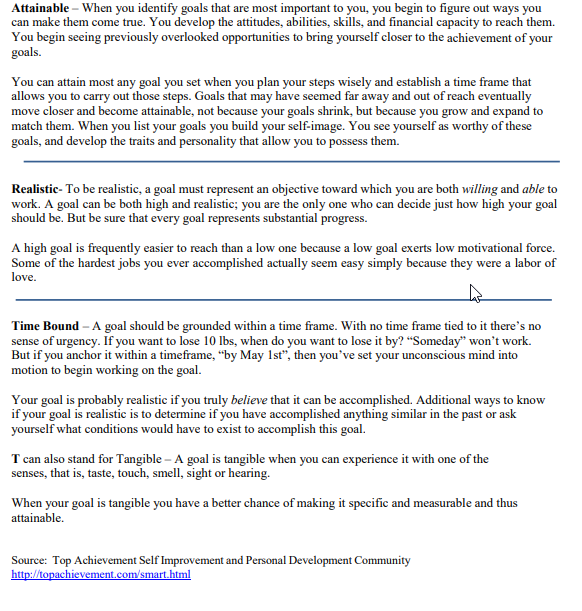 Attainable – When you identify goals that are most important to you, you begin to figure out ways you
can make them come true. You develop the attitudes, abilities, skills, and financial capacity to reach them.
You begin seeing previously overlooked opportunities to bring yourself closer to the achievement of your
goals.
You can attain most any goal you set when you plan your steps wisely and establish a time frame that
allows you to carry out those steps. Goals that may have seemed far away and out of reach eventually
move closer and become attainable, not because your goals shrink, but because you grow and expand to
match them. When you list your goals you build your self-image. You see yourself as worthy of these
goals, and develop the traits and personality that allow you to possess them.
Realistic- To be realistic, a goal must represent an objective toward which you are both willing and able to
work. A goal can be both high and realistic; you are the only one who can decide just how high your goal
should be. But be sure that every goal represents substantial progress.
A high goal is frequently easier to reach than a low one because a low goal exerts low motivational force.
Some of the hardest jobs you ever accomplished actually seem easy simply because they were a labor of
love.
Time Bound – A goal should be grounded within a time frame. With no time frame tied to it there’s no
sense of urgency. If you want to lose 10 lbs, when do you want to lose it by? “Someday” won’t work.
But if you anchor it within a timeframe, “by May 1st”, then you’ve set your unconscious mind into
motion to begin working on the goal.
Your goal is probably realistic if you truly believe that it can be accomplished. Additional ways to know
if your goal is realistic is to determine if you have accomplished anything similar in the past or ask
yourself what conditions would have to exist to accomplish this goal.
T can also stand for Tangible – A goal is tangible when you can experience it with one of the
senses, that is, taste, touch, smell, sight or hearing.
When your goal is tangible you have a better chance of making it specific and measurable and thus
attainable.
Source: Top Achievement Self Improvement and Personal Development Community
http://topachievement.com/smart.html